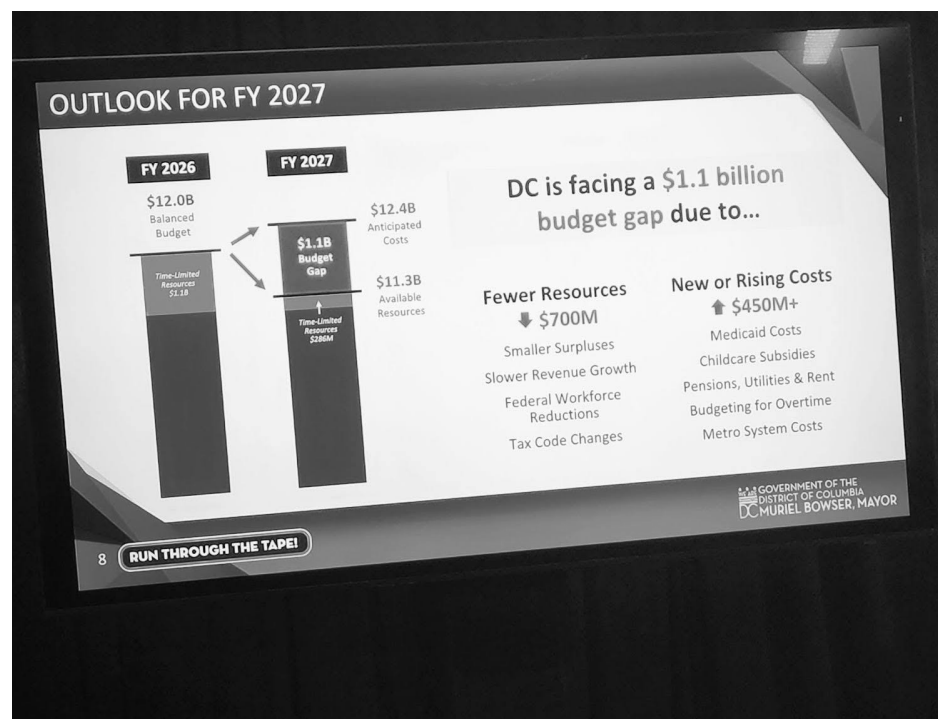 OUTLOOK FOR FY 2027
FY 2026
$12.0B
Balanced
Budget
Time-Limited
Resources
$1.1B
FY 2027
$1.1B
Budget
Gap
Time-Limited
Resources
$286M
$12.4B
Anticipated
Costs
$11.3B
Available
Resources
DC is facing a $1.1 billion
budget gap due to...
Fewer Resources
$700M
Smaller Surpluses
Slower Revenue Growth
Federal Workforce
Reductions
Tax Code Changes
New or Rising Costs
$450M+
Medicaid Costs
Childcare Subsidies
Pensions, Utilities & Rent
Budgeting for Overtime
Metro System Costs
8
RUN THROUGH THE TAPE!
WE ARE
DC
GOVERNMENT OF THE
DISTRICT OF COLUMBIA
MURIEL BOWSER, MAYOR